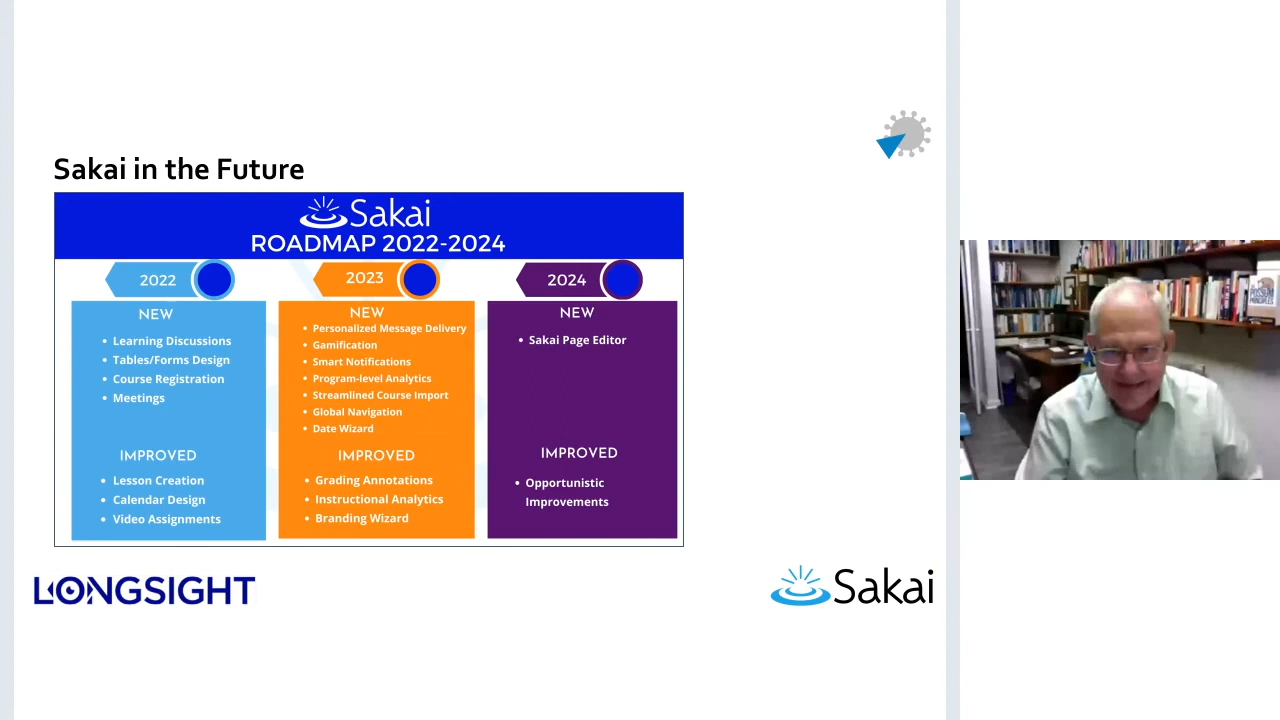 Sakai in the Future
Sakai
ROADMAP 2022-2024
2022
NEW
• Learning Discussions
• Tables/Forms Design
• Course Registration
• Meetings
IMPROVED
• Lesson Creation
• Calendar Design
• Video Assignments
2023
NEW
• Personalized Message Delivery
• Gamification
• Smart Notifications
• Program-level Analytics
• Streamlined Course Import
• Global Navigation
• Date Wizard
IMPROVED
• Grading Annotations
• Instructional Analytics
• Branding Wizard
2024
NEW
• Sakai Page Editor
IMPROVED
• Opportunistic
Improvements
LONGSIGHT
Sakai
POSSUM
PRINCIPLES